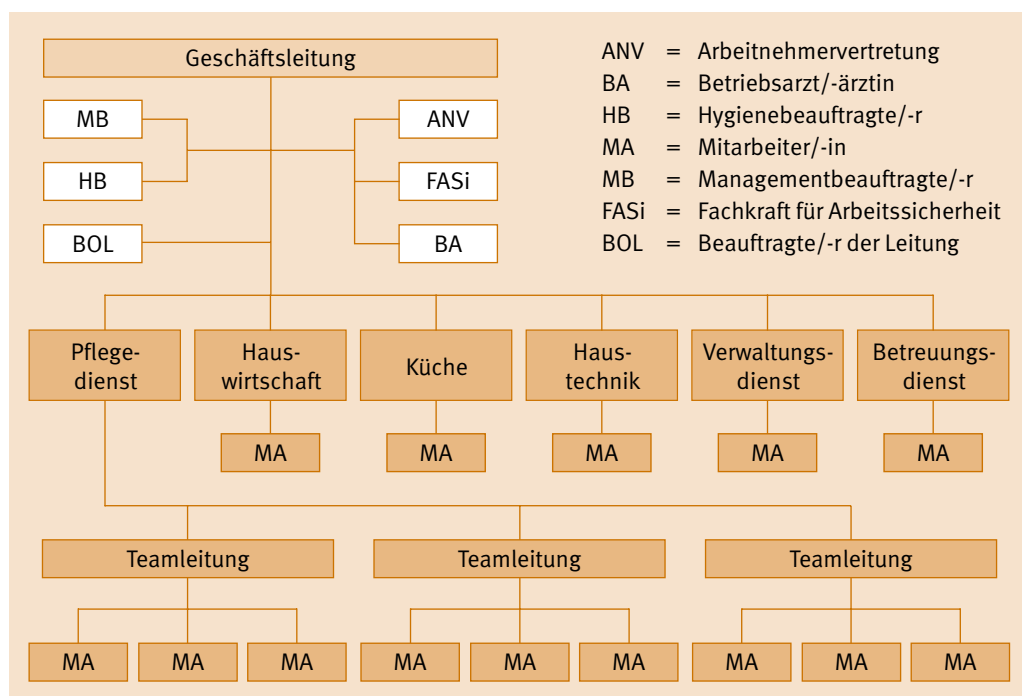 Geschäftsleitung
MB
ANV
HB
FASi
BOL
BA
ANV = Arbeitnehmervertretung
BA = Betriebsarzt/-ärztin
HB = Hygienebeauftragte/-r
MA = Mitarbeiter/-in
MB = Managementbeauftragte/-r
FASi = Fachkraft für Arbeitssicherheit
BOL = Beauftragte/-r der Leitung
Pflege-
dienst
Haus-
wirtschaft
Küche
Haus-
technik
Verwaltungs-
dienst
Betreuungs-
dienst
MA
MA
MA
MA
MA
Teamleitung
Teamleitung
Teamleitung
MA
MA
MA
MA
MA
MA
MA
MA
MA